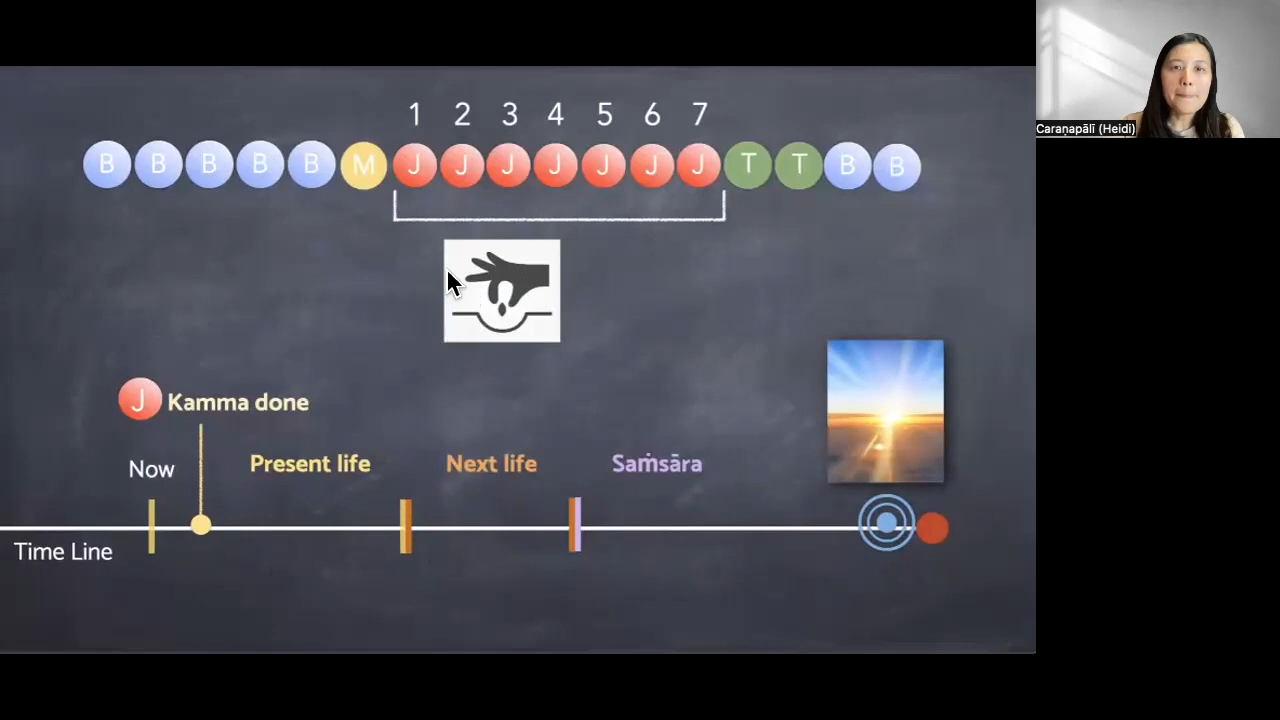 1 2 3 4 5 6 7
B B B B B M J J J J J J J T T B B
Caraṇapālī (Heidi)
J Kamma done
Now Present life Next life Saṁsāra
Time Line